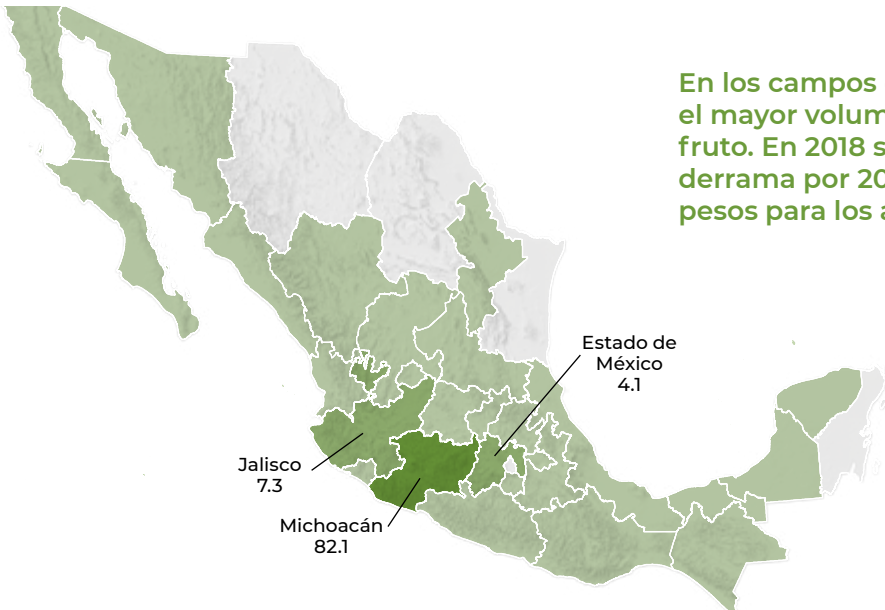 En los campos
el mayor volum
fruto. En 2018 s
derrama por 20
pesos para los a
Estado de
México
4.1
Jalisco
7.3
Michoacán
82.1